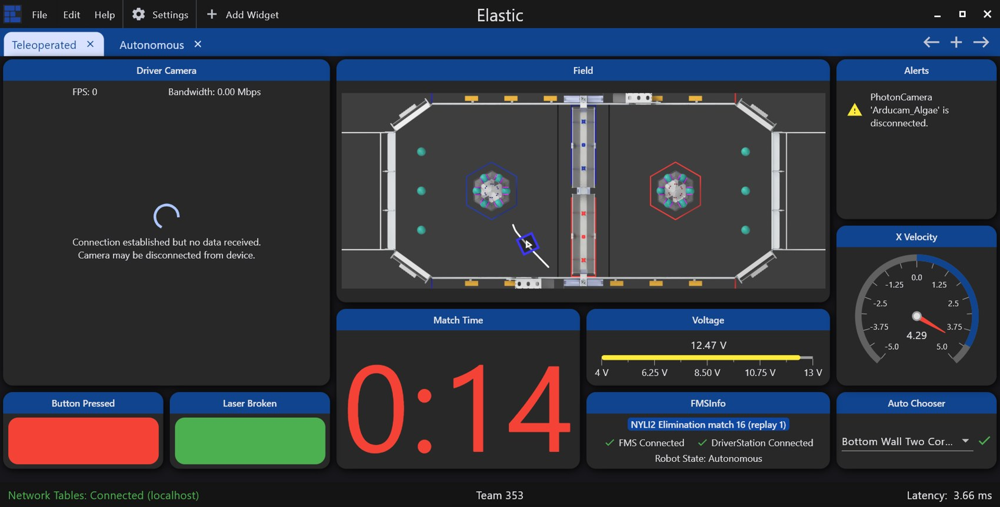 File Edit Help Settings Add Widget Elastic
Teleoperated Autonomous
Driver Camera
FPS: 0 Bandwidth: 0.00 Mbps
Connection established but no data received.
Camera may be disconnected from device.
Field
Alerts
PhotonCamera
'Arducam_Algae' is
disconnected.
X Velocity
0.0
-1.25 1.25
-2.5 2.5
-3.75 3.75
4.29
-5.0 5.0
Button Pressed
Laser Broken
Match Time
0:14
Voltage
12.47 V
4 V 6.25 V 8.50 V 10.75 V 13 V
FMSInfo
NYLI2 Elimination match 16 (replay 1)
FMS Connected DriverStation Connected
Robot State: Autonomous
Auto Chooser
Bottom Wall Two Cor...
Network Tables: Connected (localhost) Team 353 Latency: 3.66 ms